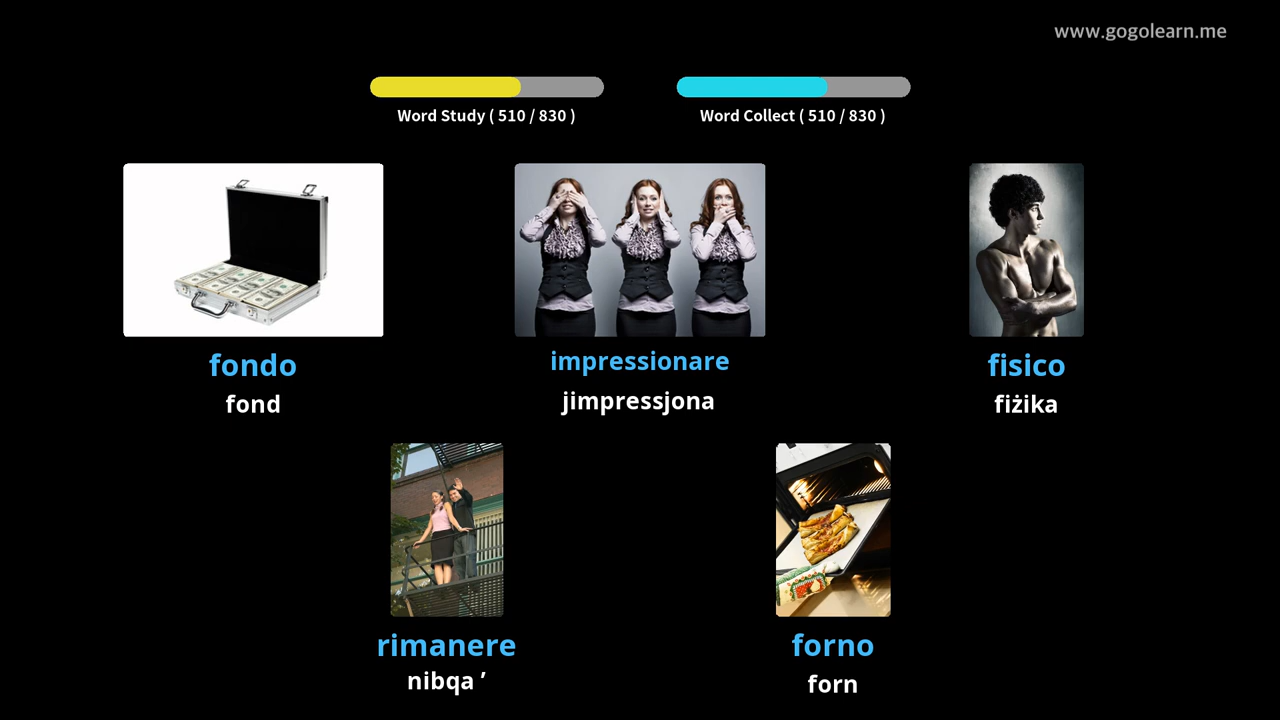 www.gogolearn.me
Word Study ( 510 / 830 )
Word Collect ( 510 / 830 )
fondo
fond
impressionare
jimpressjona
fisico
fiżika
rimanere
nibqa ’
forno
forn